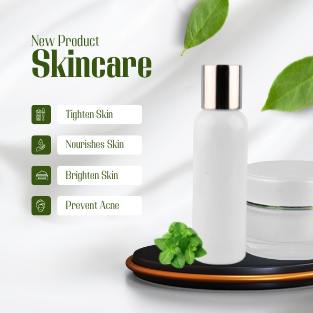 New Product
Skincare
Tighten Skin
Nourishes Skin
Brighten Skin
Prevent Acne